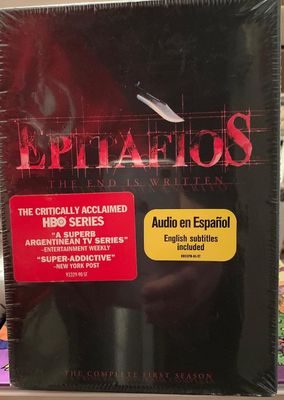 EPITAFIOS
THE END IS WRITTEN
THE CRITICALLY ACCLAIMED
HBO SERIES
"A SUPERB
ARGENTINEAN TV SERIES"
–ENTERTAINMENT WEEKLY
"SUPER-ADDICTIVE"
–NEW YORK POST
Audio en Español
English subtitles
included
THE COMPLETE FIRST SEASON